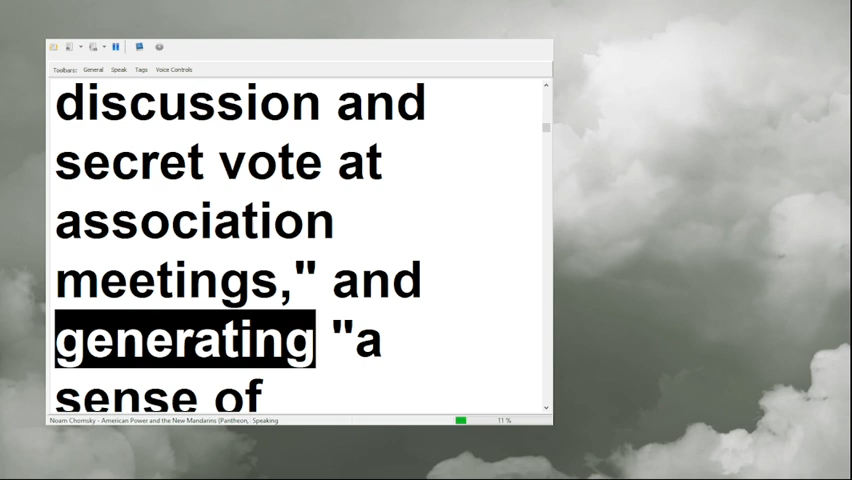 Toolbars: General Speak Tags Voice Controls
discussion and
secret vote at
association
meetings," and
generating "a
sense of
Noam Chomsky - American Power and the New Mandarins (Pantheon, Speaking 11 %